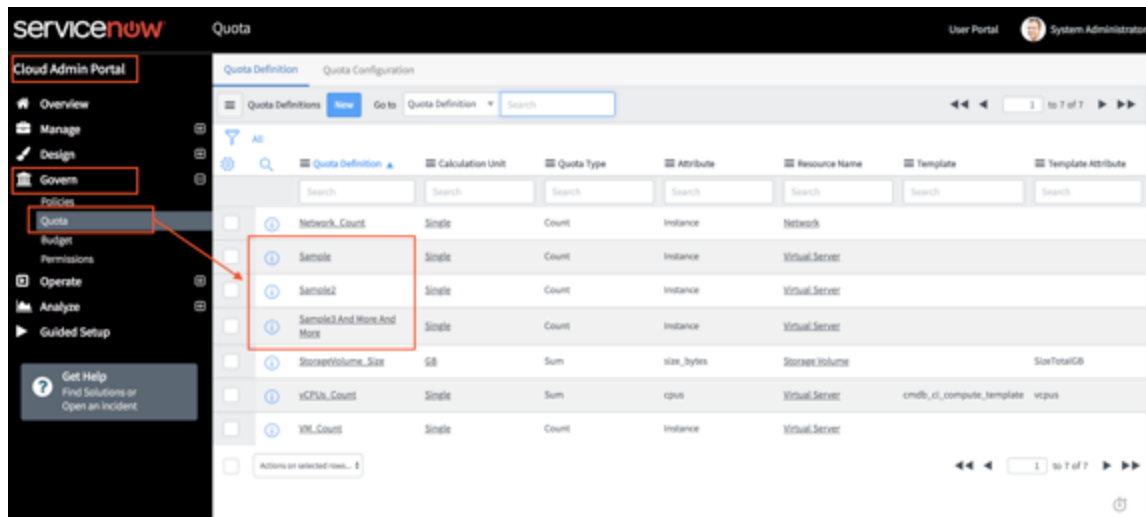 servicenow
Quota
User Portal
System Administrator
Cloud Admin Portal
Overview
Manage
Design
Govern
Policies
Quota
Budget
Permissions
Operate
Analyze
Guided Setup
Get Help
Find Solutions or
Open an incident
Quota Definition Quota Configuration
Quota Definitions New Go to Quota Definition Search
1 to 7 of 7
All
Quota Definition Calculation Unit Quota Type Attribute Resource Name Template Template Attribute
Search Search Search Search Search Search Search
Network_Count Single Count Instance Network
Sample Single Count Instance Virtual Server
Sample2 Single Count Instance Virtual Server
Sample3 And More And
More Single Count Instance Virtual Server
StorageVolume_Size GB Sum size_bytes Storage Volume SizeTotalGB
vCPUs_Count Single Sum cpus Virtual Server cmdb_ci_compute_template vcpus
VM_Count Single Count Instance Virtual Server
Actions on selected rows...
1 to 7 of 7